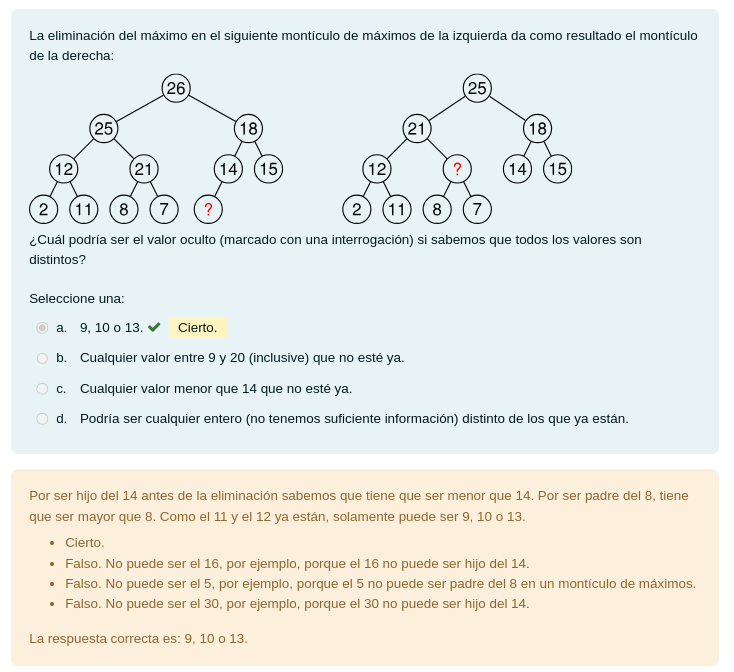 La eliminación del máximo en el siguiente montículo de máximos de la izquierda da como resultado el montículo
de la derecha:
26 25
25 18 21 18
12 21 14 15 12 ? 14 15
2 11 8 7 ? 2 11 8 7
¿Cuál podría ser el valor oculto (marcado con una interrogación) si sabemos que todos los valores son
distintos?
Seleccione una:
a. 9, 10 o 13. Cierto.
b. Cualquier valor entre 9 y 20 (inclusive) que no esté ya.
c. Cualquier valor menor que 14 que no esté ya.
d. Podría ser cualquier entero (no tenemos suficiente información) distinto de los que ya están.
Por ser hijo del 14 antes de la eliminación sabemos que tiene que ser menor que 14. Por ser padre del 8, tiene
que ser mayor que 8. Como el 11 y el 12 ya están, solamente puede ser 9, 10 o 13.
• Cierto.
• Falso. No puede ser el 16, por ejemplo, porque el 16 no puede ser hijo del 14.
• Falso. No puede ser el 5, por ejemplo, porque el 5 no puede ser padre del 8 en un montículo de máximos.
• Falso. No puede ser el 30, por ejemplo, porque el 30 no puede ser hijo del 14.
La respuesta correcta es: 9, 10 o 13.